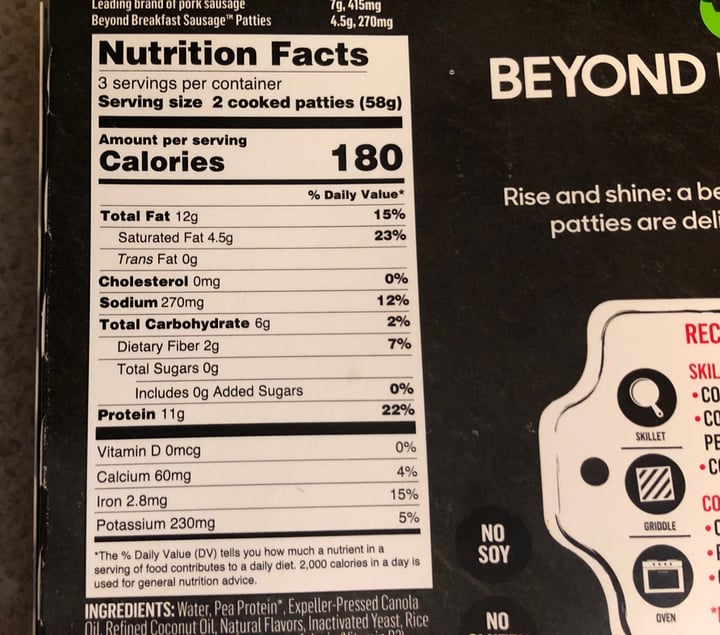 Leading brand of pork sausage 7g, 415mg
Beyond Breakfast Sausage™ Patties 4.5g, 270mg
Nutrition Facts
3 servings per container
Serving size 2 cooked patties (58g)
Amount per serving
Calories 180
% Daily Value*
Total Fat 12g 15%
Saturated Fat 4.5g 23%
Trans Fat 0g
Cholesterol 0mg 0%
Sodium 270mg 12%
Total Carbohydrate 6g 2%
Dietary Fiber 2g 7%
Total Sugars 0g
Includes 0g Added Sugars 0%
Protein 11g 22%
Vitamin D 0mcg 0%
Calcium 60mg 4%
Iron 2.8mg 15%
Potassium 230mg 5%
*The % Daily Value (DV) tells you how much a nutrient in a
serving of food contributes to a daily diet. 2,000 calories in a day is
used for general nutrition advice.
INGREDIENTS: Water, Pea Protein*, Expeller-Pressed Canola
Oil, Refined Coconut Oil, Natural Flavors, Inactivated Yeast, Rice
BEYOND
Rise and shine: a be
patties are deli
REC
SKIL
•CO
•CO
PE
•CO
SKILLET
CO
GRIDDLE
OVEN
NO
SOY
NO